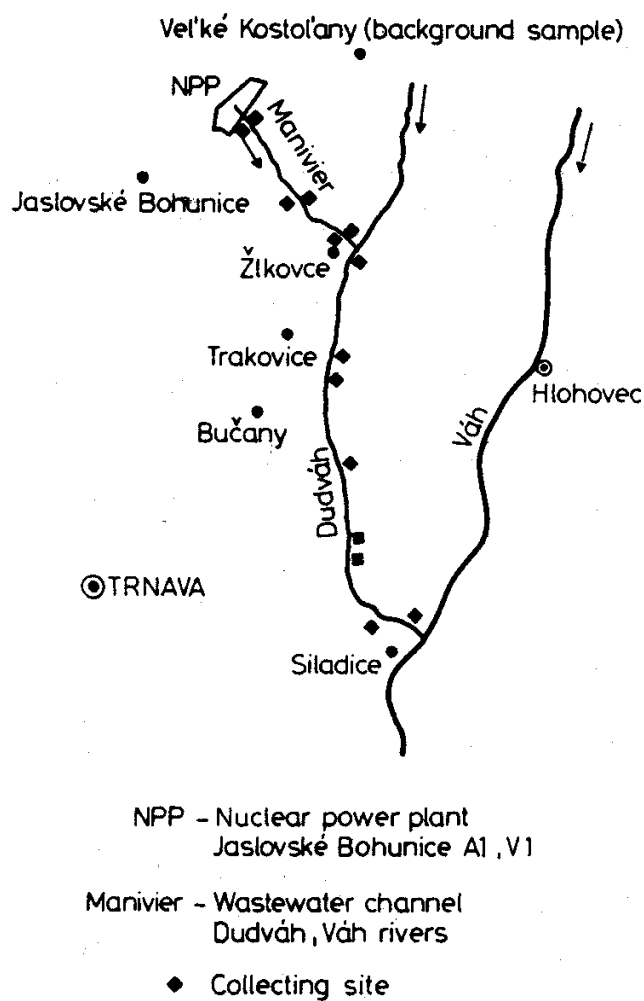 Veľké Kostoľany (background sample)
NPP
Manivier
Jaslovské Bohunice
Žlkovce
Trakovice
Hlohovec
Bučany
Váh
Dudváh
TRNAVA
Siladice
NPP - Nuclear power plant
Jaslovské Bohunice A1, V1
Manivier - Wastewater channel
Dudváh, Váh rivers
◆ Collecting site